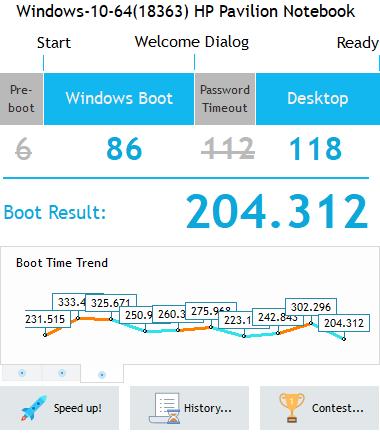 Windows-10-64(18363) HP Pavilion Notebook
Start Welcome Dialog Ready
Pre-boot Windows Boot Password Timeout Desktop
6 86 112 118
Boot Result: 204.312
Boot Time Trend
231.515 333.4 325.671 250.9 260.3 275.968 223.1 242.843 302.296 204.312
Speed up! History... Contest...